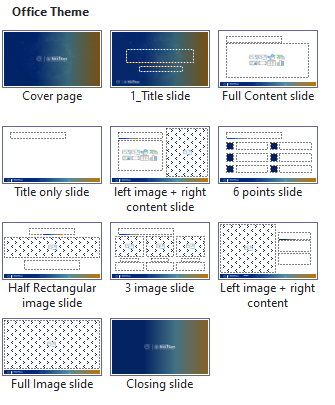 Office Theme
Cover page
1_Title slide
Full Content slide
Title only slide
left image + right
content slide
6 points slide
Half Rectangular
image slide
3 image slide
Left image + right
content
Full Image slide
Closing slide